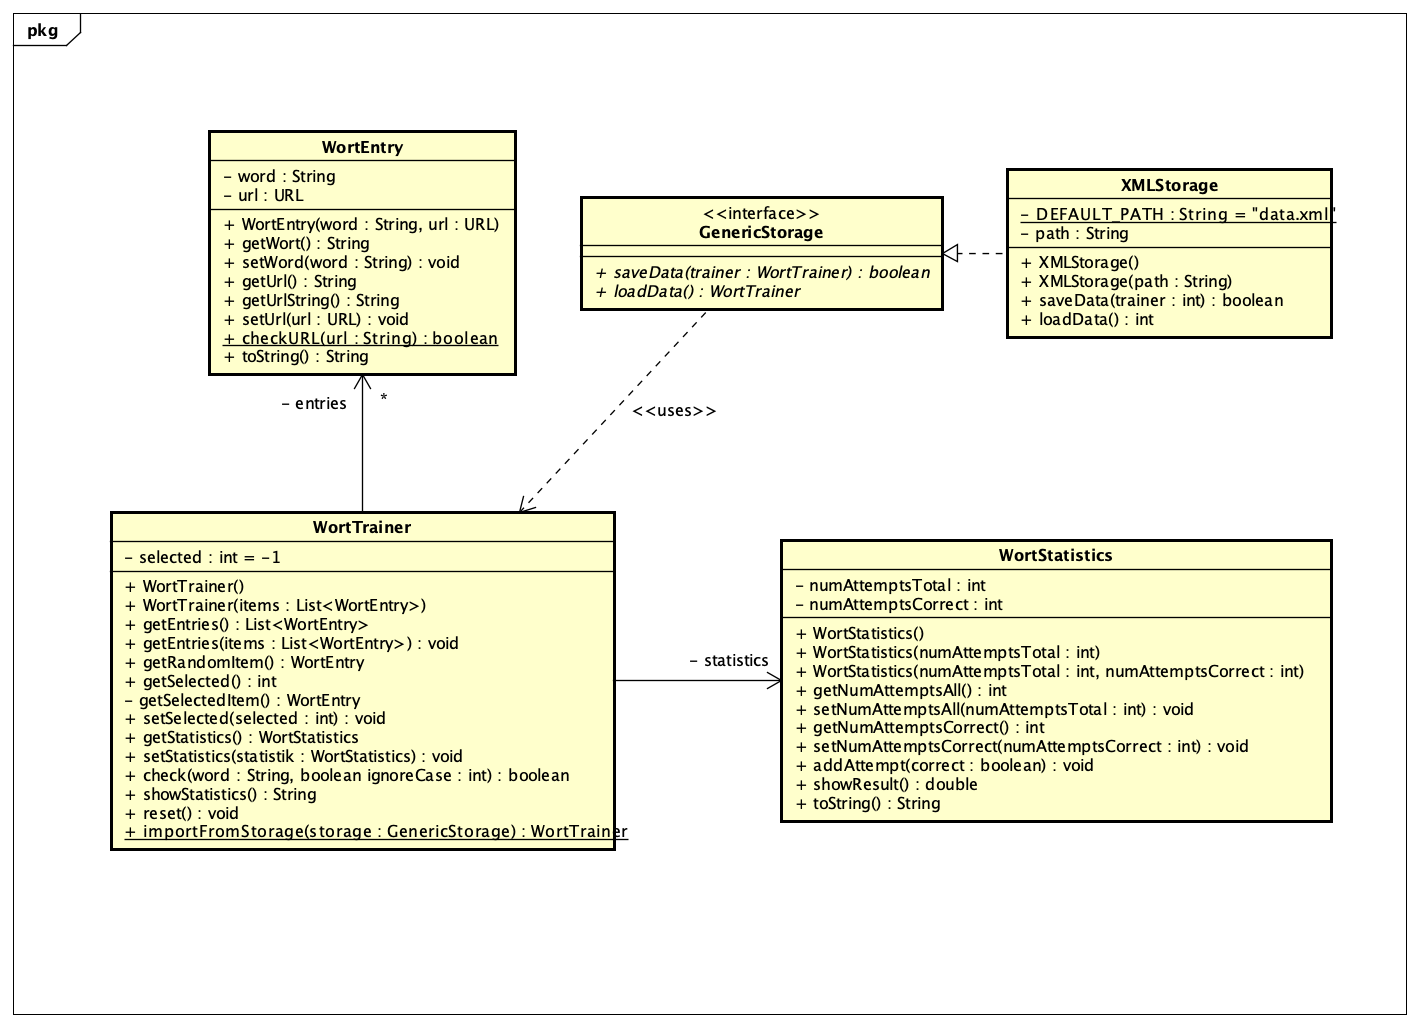 pkg
WortEntry
- word : String
- url : URL
+ WortEntry(word : String, url : URL)
+ getWort() : String
+ setWord(word : String) : void
+ getUrl() : String
+ getUrlString() : String
+ setUrl(url : URL) : void
+ checkURL(url : String) : boolean
+ toString() : String
<<interface>>
GenericStorage
+ saveData(trainer : WortTrainer) : boolean
+ loadData() : WortTrainer
XMLStorage
- DEFAULT_PATH : String = "data.xml"
- path : String
+ XMLStorage()
+ XMLStorage(path : String)
+ saveData(trainer : int) : boolean
+ loadData() : int
- entries
*
<<uses>>
WortTrainer
- selected : int = -1
+ WortTrainer()
+ WortTrainer(items : List<WortEntry>)
+ getEntries() : List<WortEntry>
+ getEntries(items : List<WortEntry>) : void
+ getRandomItem() : WortEntry
+ getSelected() : int
- getSelectedItem() : WortEntry
+ setSelected(selected : int) : void
+ getStatistics() : WortStatistics
+ setStatistics(statistik : WortStatistics) : void
+ check(word : String, boolean ignoreCase : int) : boolean
+ showStatistics() : String
+ reset() : void
+ importFromStorage(storage : GenericStorage) : WortTrainer
- statistics
WortStatistics
- numAttemptsTotal : int
- numAttemptsCorrect : int
+ WortStatistics()
+ WortStatistics(numAttemptsTotal : int)
+ WortStatistics(numAttemptsTotal : int, numAttemptsCorrect : int)
+ getNumAttemptsAll() : int
+ setNumAttemptsAll(numAttemptsTotal : int) : void
+ getNumAttemptsCorrect() : int
+ setNumAttemptsCorrect(numAttemptsCorrect : int) : void
+ addAttempt(correct : boolean) : void
+ showResult() : double
+ toString() : String